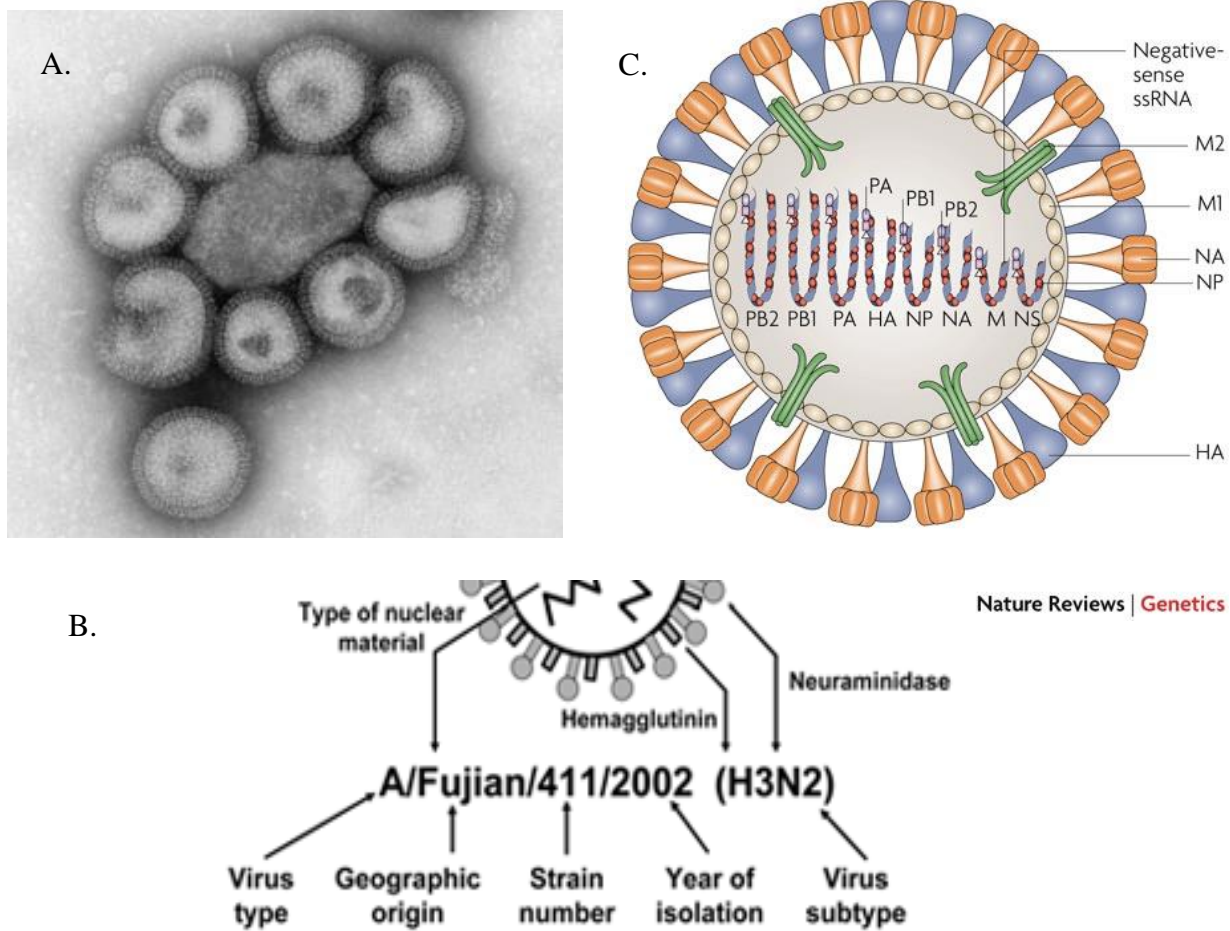 A.
C.
Negative-
sense
ssRNA
M2
M1
NA
NP
HA
PA
PB1
PB2
PB2 PB1 PA HA NP NA M NS
Nature Reviews | Genetics
B.
Type of nuclear
material
Hemagglutinin
Neuraminidase
A/Fujian/411/2002 (H3N2)
Virus
type
Geographic
origin
Strain
number
Year of
isolation
Virus
subtype